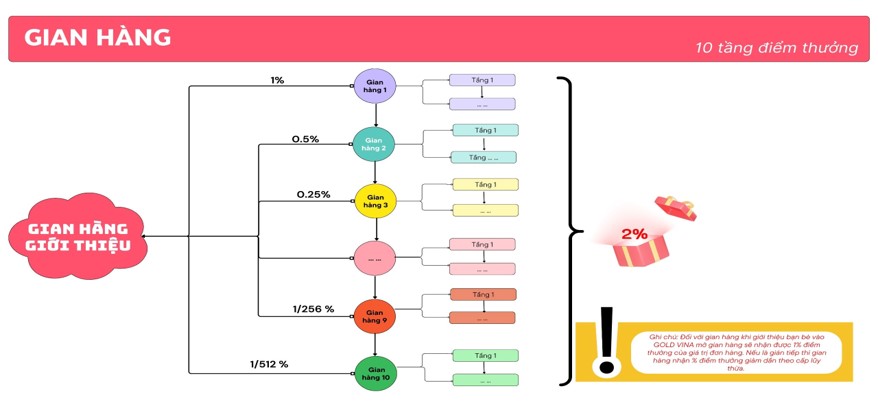 GIAN HÀNG
10 tầng điểm thưởng
1%
Gian
hàng 1
Tầng 1
... ...
0.5%
Gian
hàng 2
Tầng 1
Tầng ... ...
0.25%
Gian
hàng 3
Tầng 1
... ...
GIAN HÀNG
GIỚI THIỆU
2%
... ...
Tầng 1
... ...
1/256 %
Gian
hàng 9
Tầng 1
... ...
1/512 %
Gian
hàng 10
Tầng 1
... ...
Ghi chú: Đối với gian hàng khi giới thiệu bạn bè vào
GOLD VINA mở gian hàng sẽ nhận được 1% điểm
thưởng của giá trị đơn hàng. Nếu là gián tiếp thì gian
hàng nhận % điểm thưởng giảm dần theo cấp lũy
thừa.